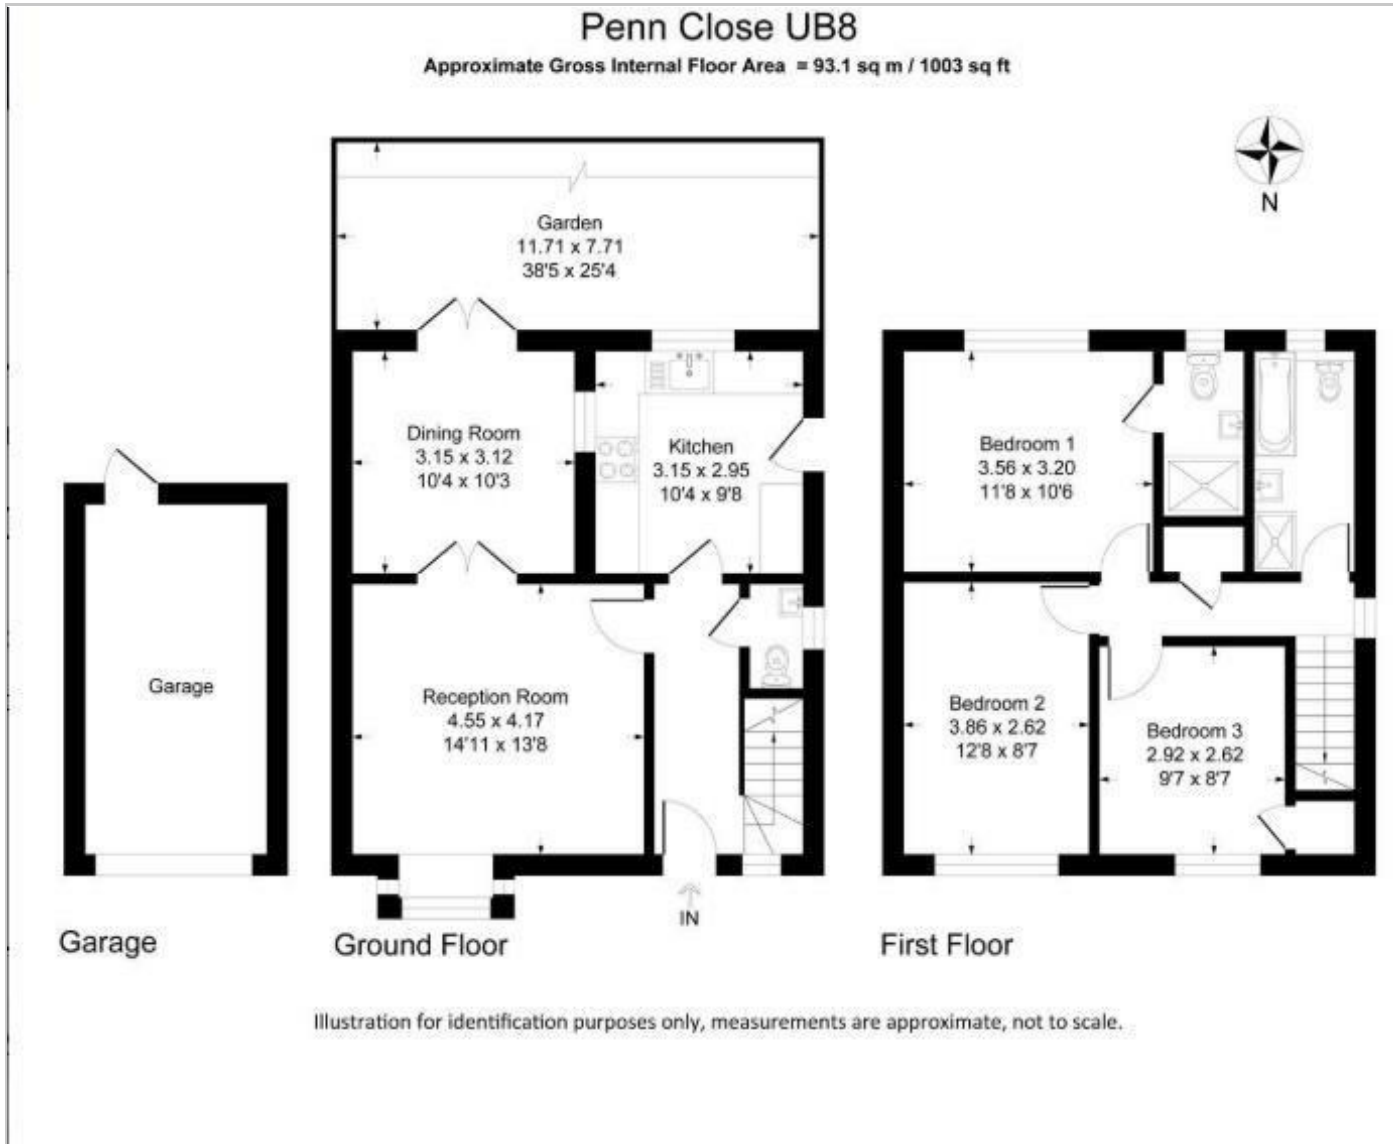 Penn Close UB8
Approximate Gross Internal Floor Area = 93.1 sq m / 1003 sq ft
N
Garden
11.71 x 7.71
38'5 x 25'4
Dining Room
3.15 x 3.12
10'4 x 10'3
Kitchen
3.15 x 2.95
10'4 x 9'8
Reception Room
4.55 x 4.17
14'11 x 13'8
IN
Garage
Bedroom 1
3.56 x 3.20
11'8 x 10'6
Bedroom 2
3.86 x 2.62
12'8 x 8'7
Bedroom 3
2.92 x 2.62
9'7 x 8'7
Garage
Ground Floor
First Floor
Illustration for identification purposes only, measurements are approximate, not to scale.